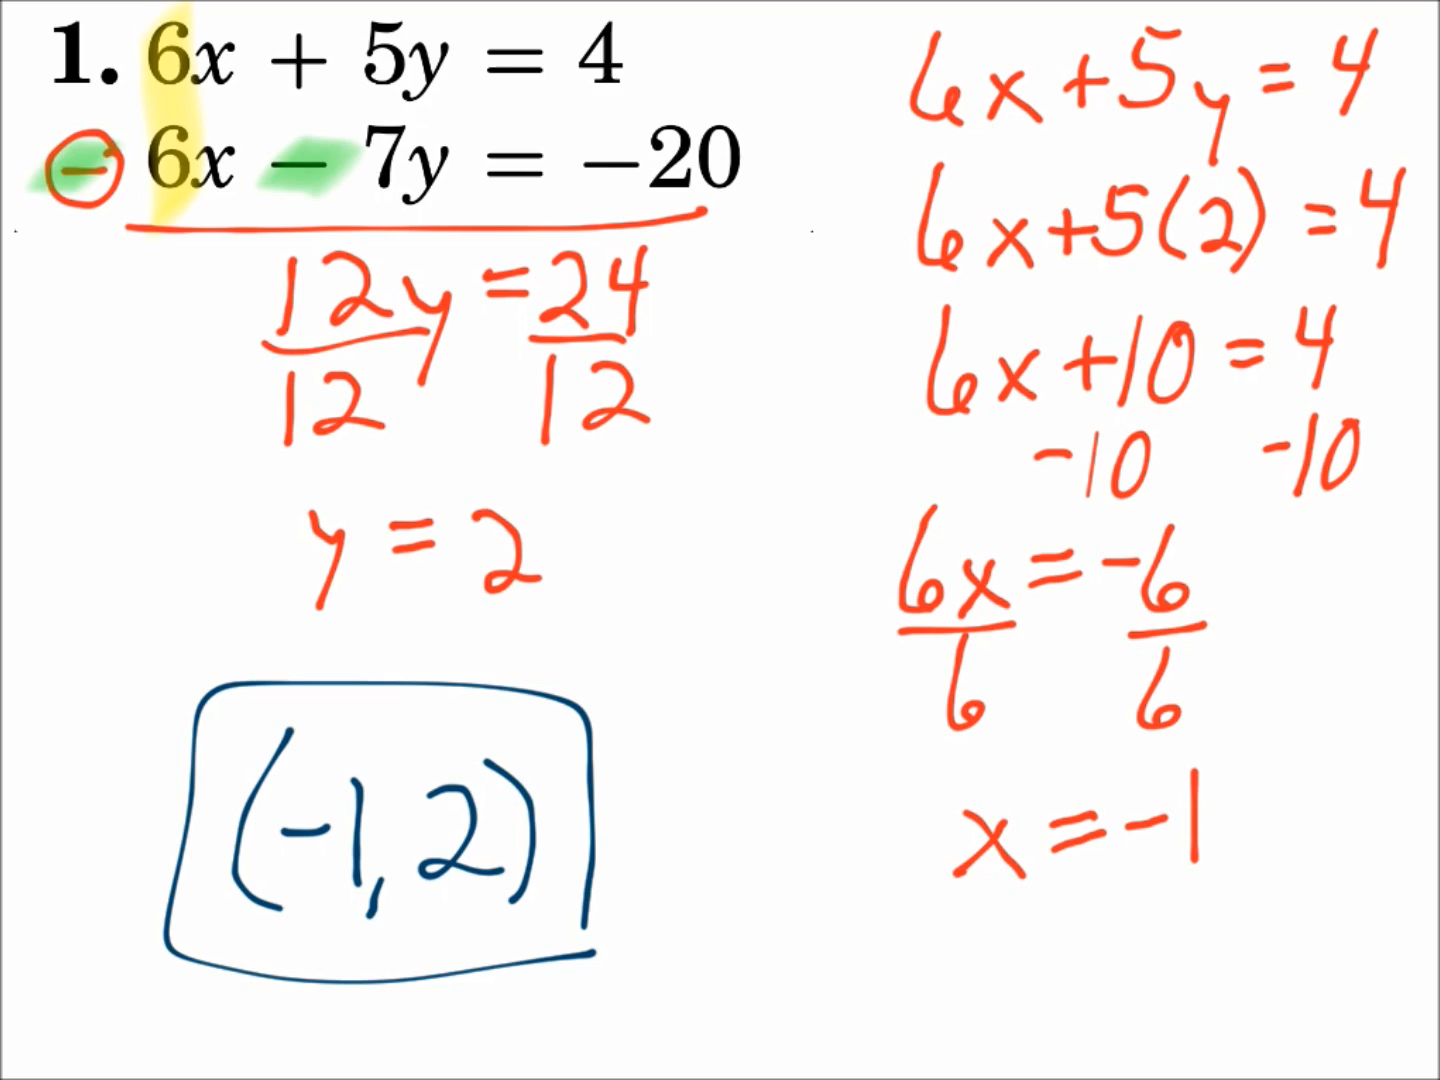 1. 6x + 5y = 4
- 6x - 7y = -20
12y = 24
12 12
y = 2
(-1, 2)
6x + 5y = 4
6x + 5(2) = 4
6x + 10 = 4
-10 -10
6x = -6
6 6
x = -1